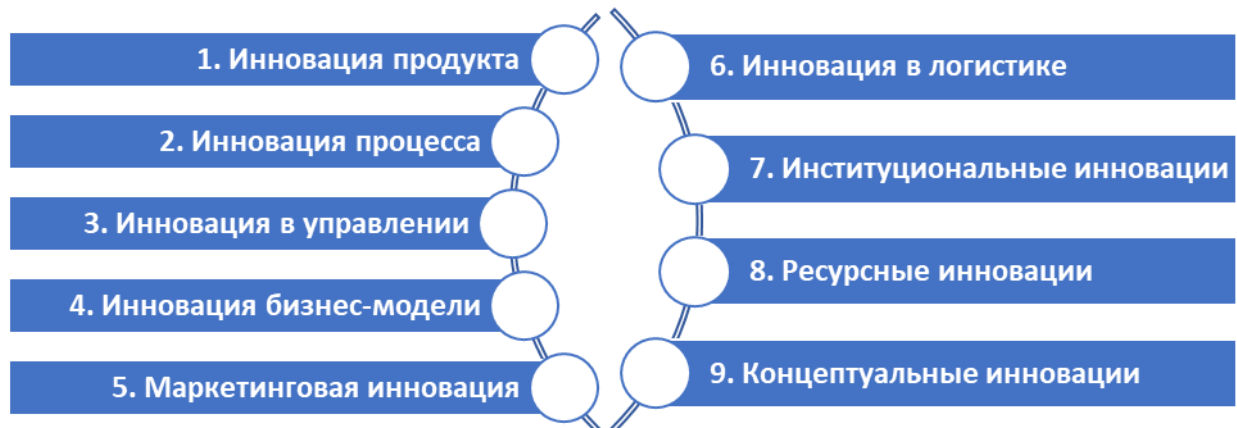 1. Инновация продукта
2. Инновация процесса
3. Инновация в управлении
4. Инновация бизнес-модели
5. Маркетинговая инновация
6. Инновация в логистике
7. Институциональные инновации
8. Ресурсные инновации
9. Концептуальные инновации